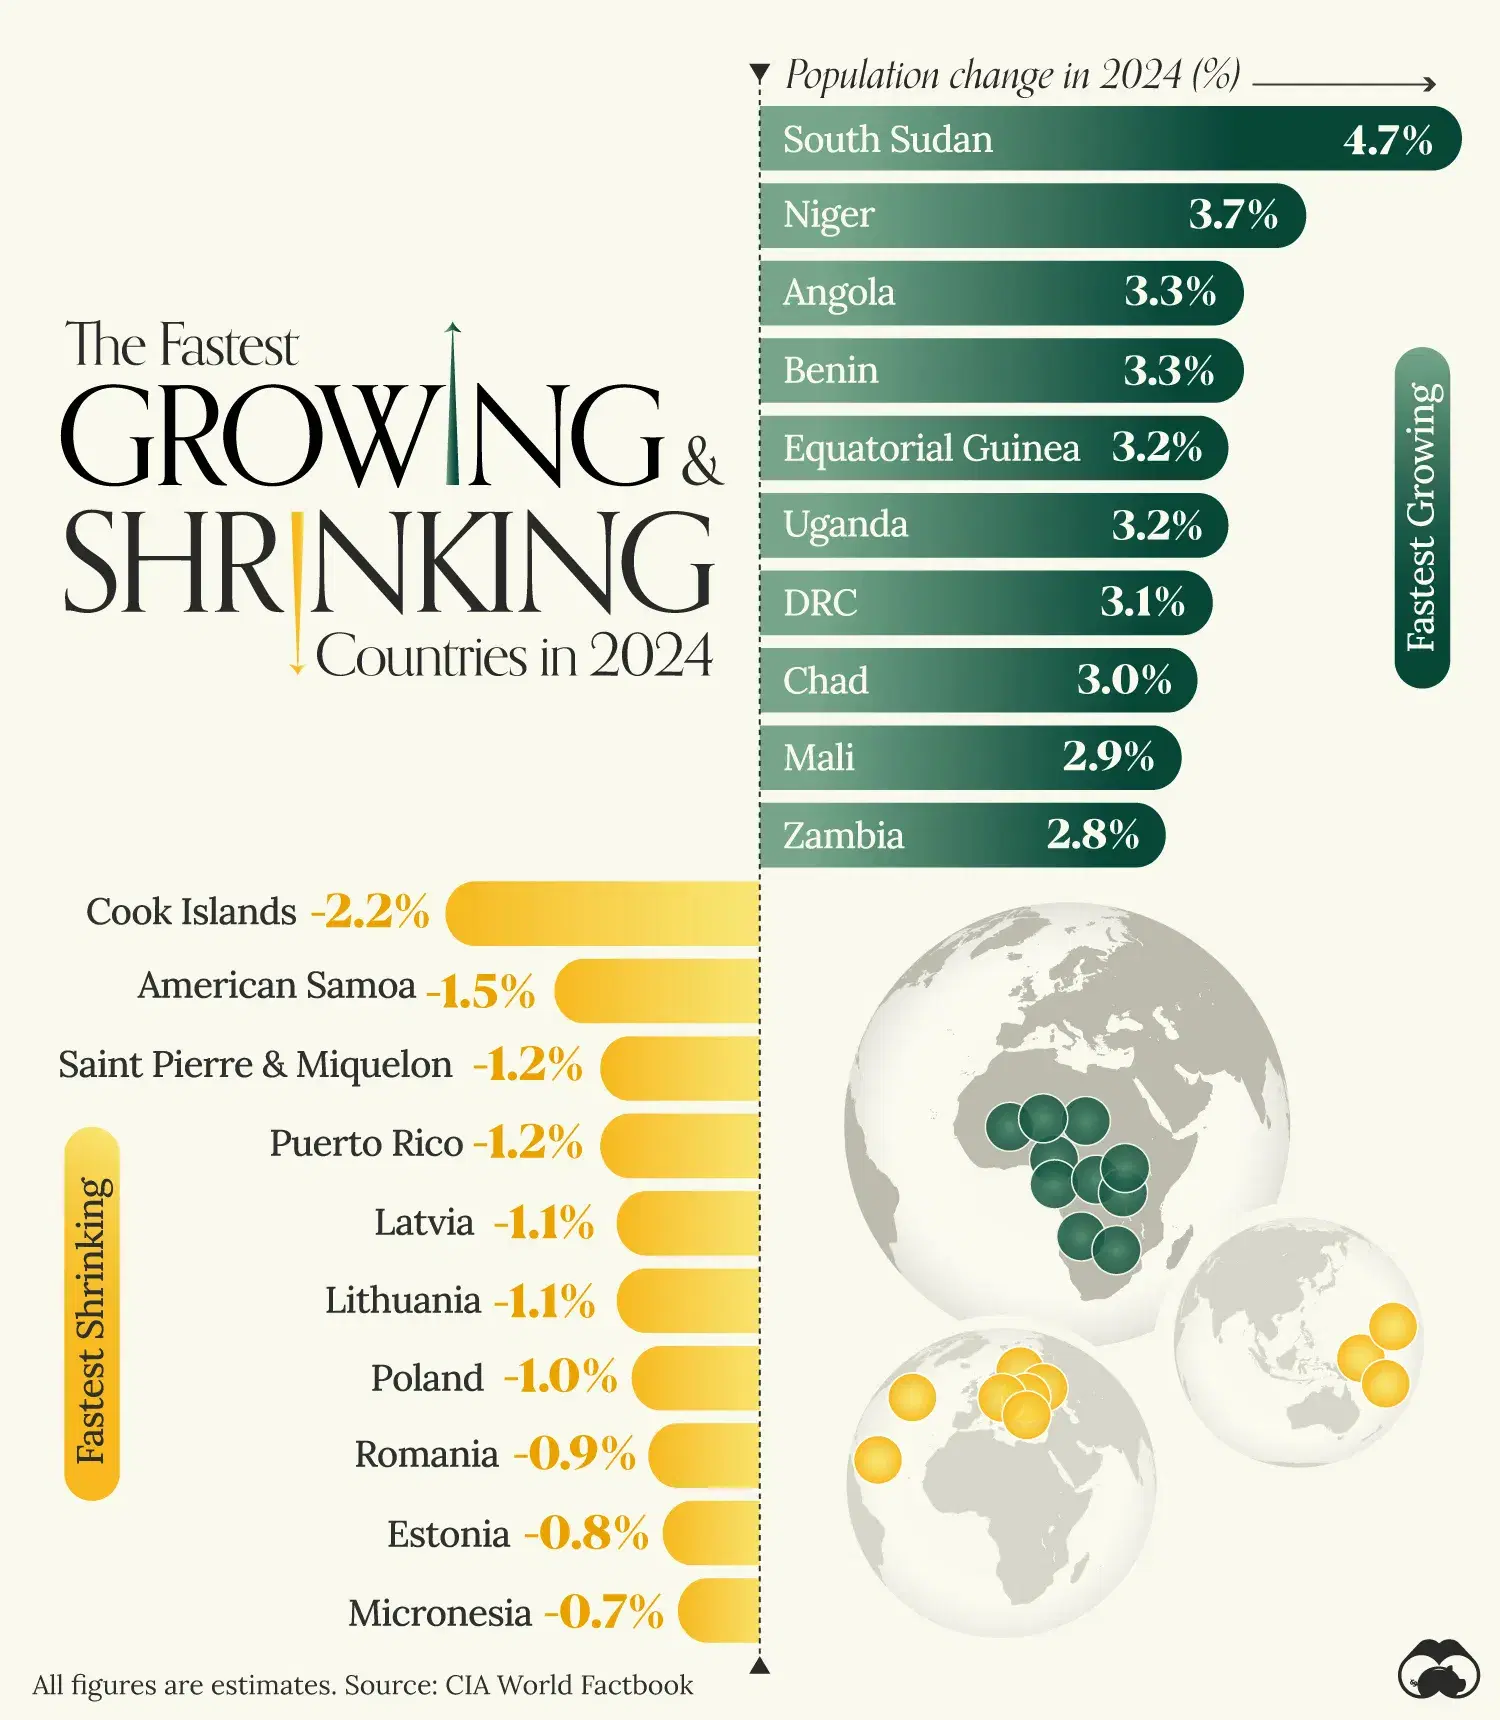 The Fastest
GROWING &
SHRINKING
Countries in 2024
Population change in 2024 (%)
South Sudan 4.7%
Niger 3.7%
Angola 3.3%
Benin 3.3%
Equatorial Guinea 3.2%
Uganda 3.2%
DRC 3.1%
Chad 3.0%
Mali 2.9%
Zambia 2.8%
Fastest Growing
Cook Islands -2.2%
American Samoa -1.5%
Saint Pierre & Miquelon -1.2%
Puerto Rico -1.2%
Latvia -1.1%
Lithuania -1.1%
Poland -1.0%
Romania -0.9%
Estonia -0.8%
Micronesia -0.7%
Fastest Shrinking
All figures are estimates. Source: CIA World Factbook